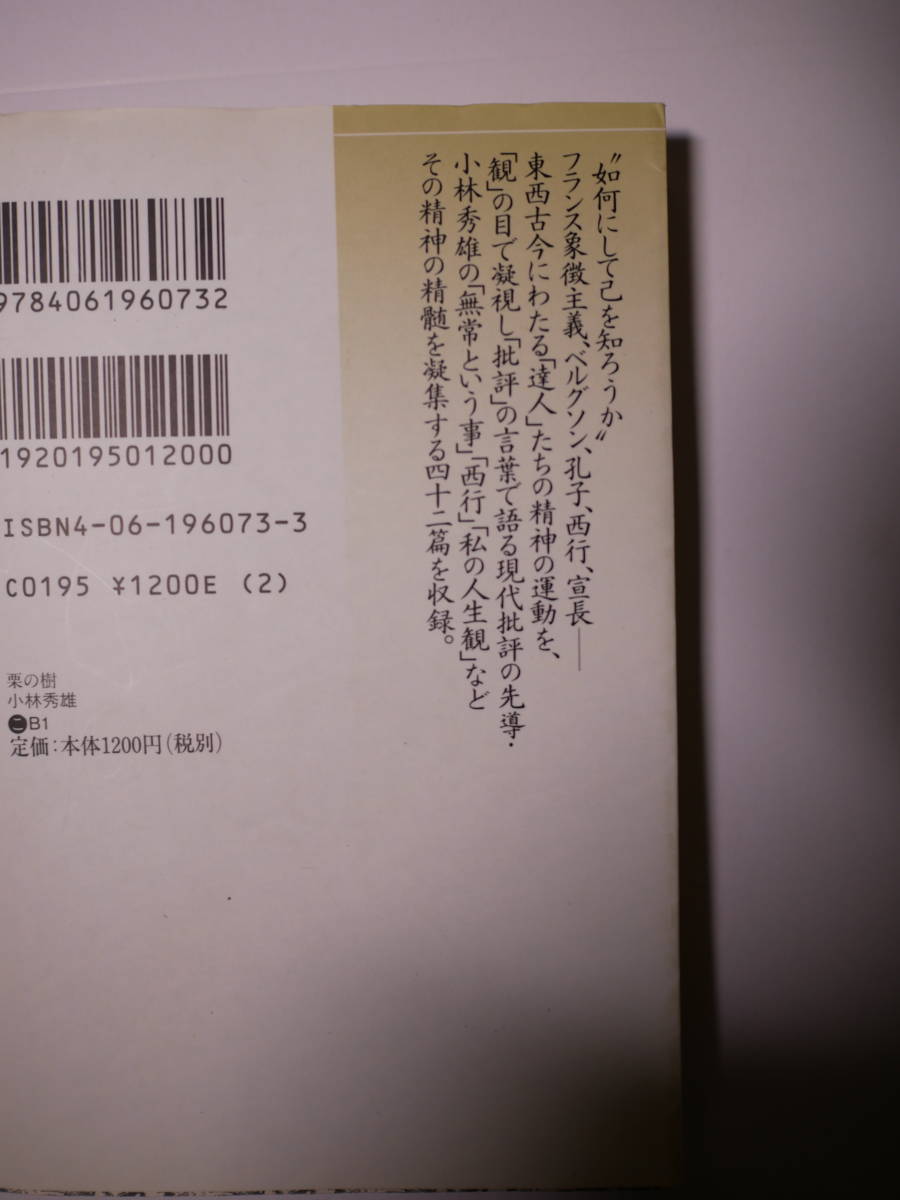 〝如何にして己を知ろうか〟
フランス象徴主義、ベルグソン、孔子、西行、宣長――
東西古今にわたる「達人」たちの精神の運動を、
「観」の目で凝視し「批評」の言葉で語る現代批評の先導・
小林秀雄の「無常という事」「西行」「私の人生観」など
その精神の精髄を凝集する四十二篇を収録。
9784061960732
1920195012000
ISBN4-06-196073-3
C0195 ¥1200E (2)
栗の樹
小林秀雄
こB1
定価:本体1200円(税別)